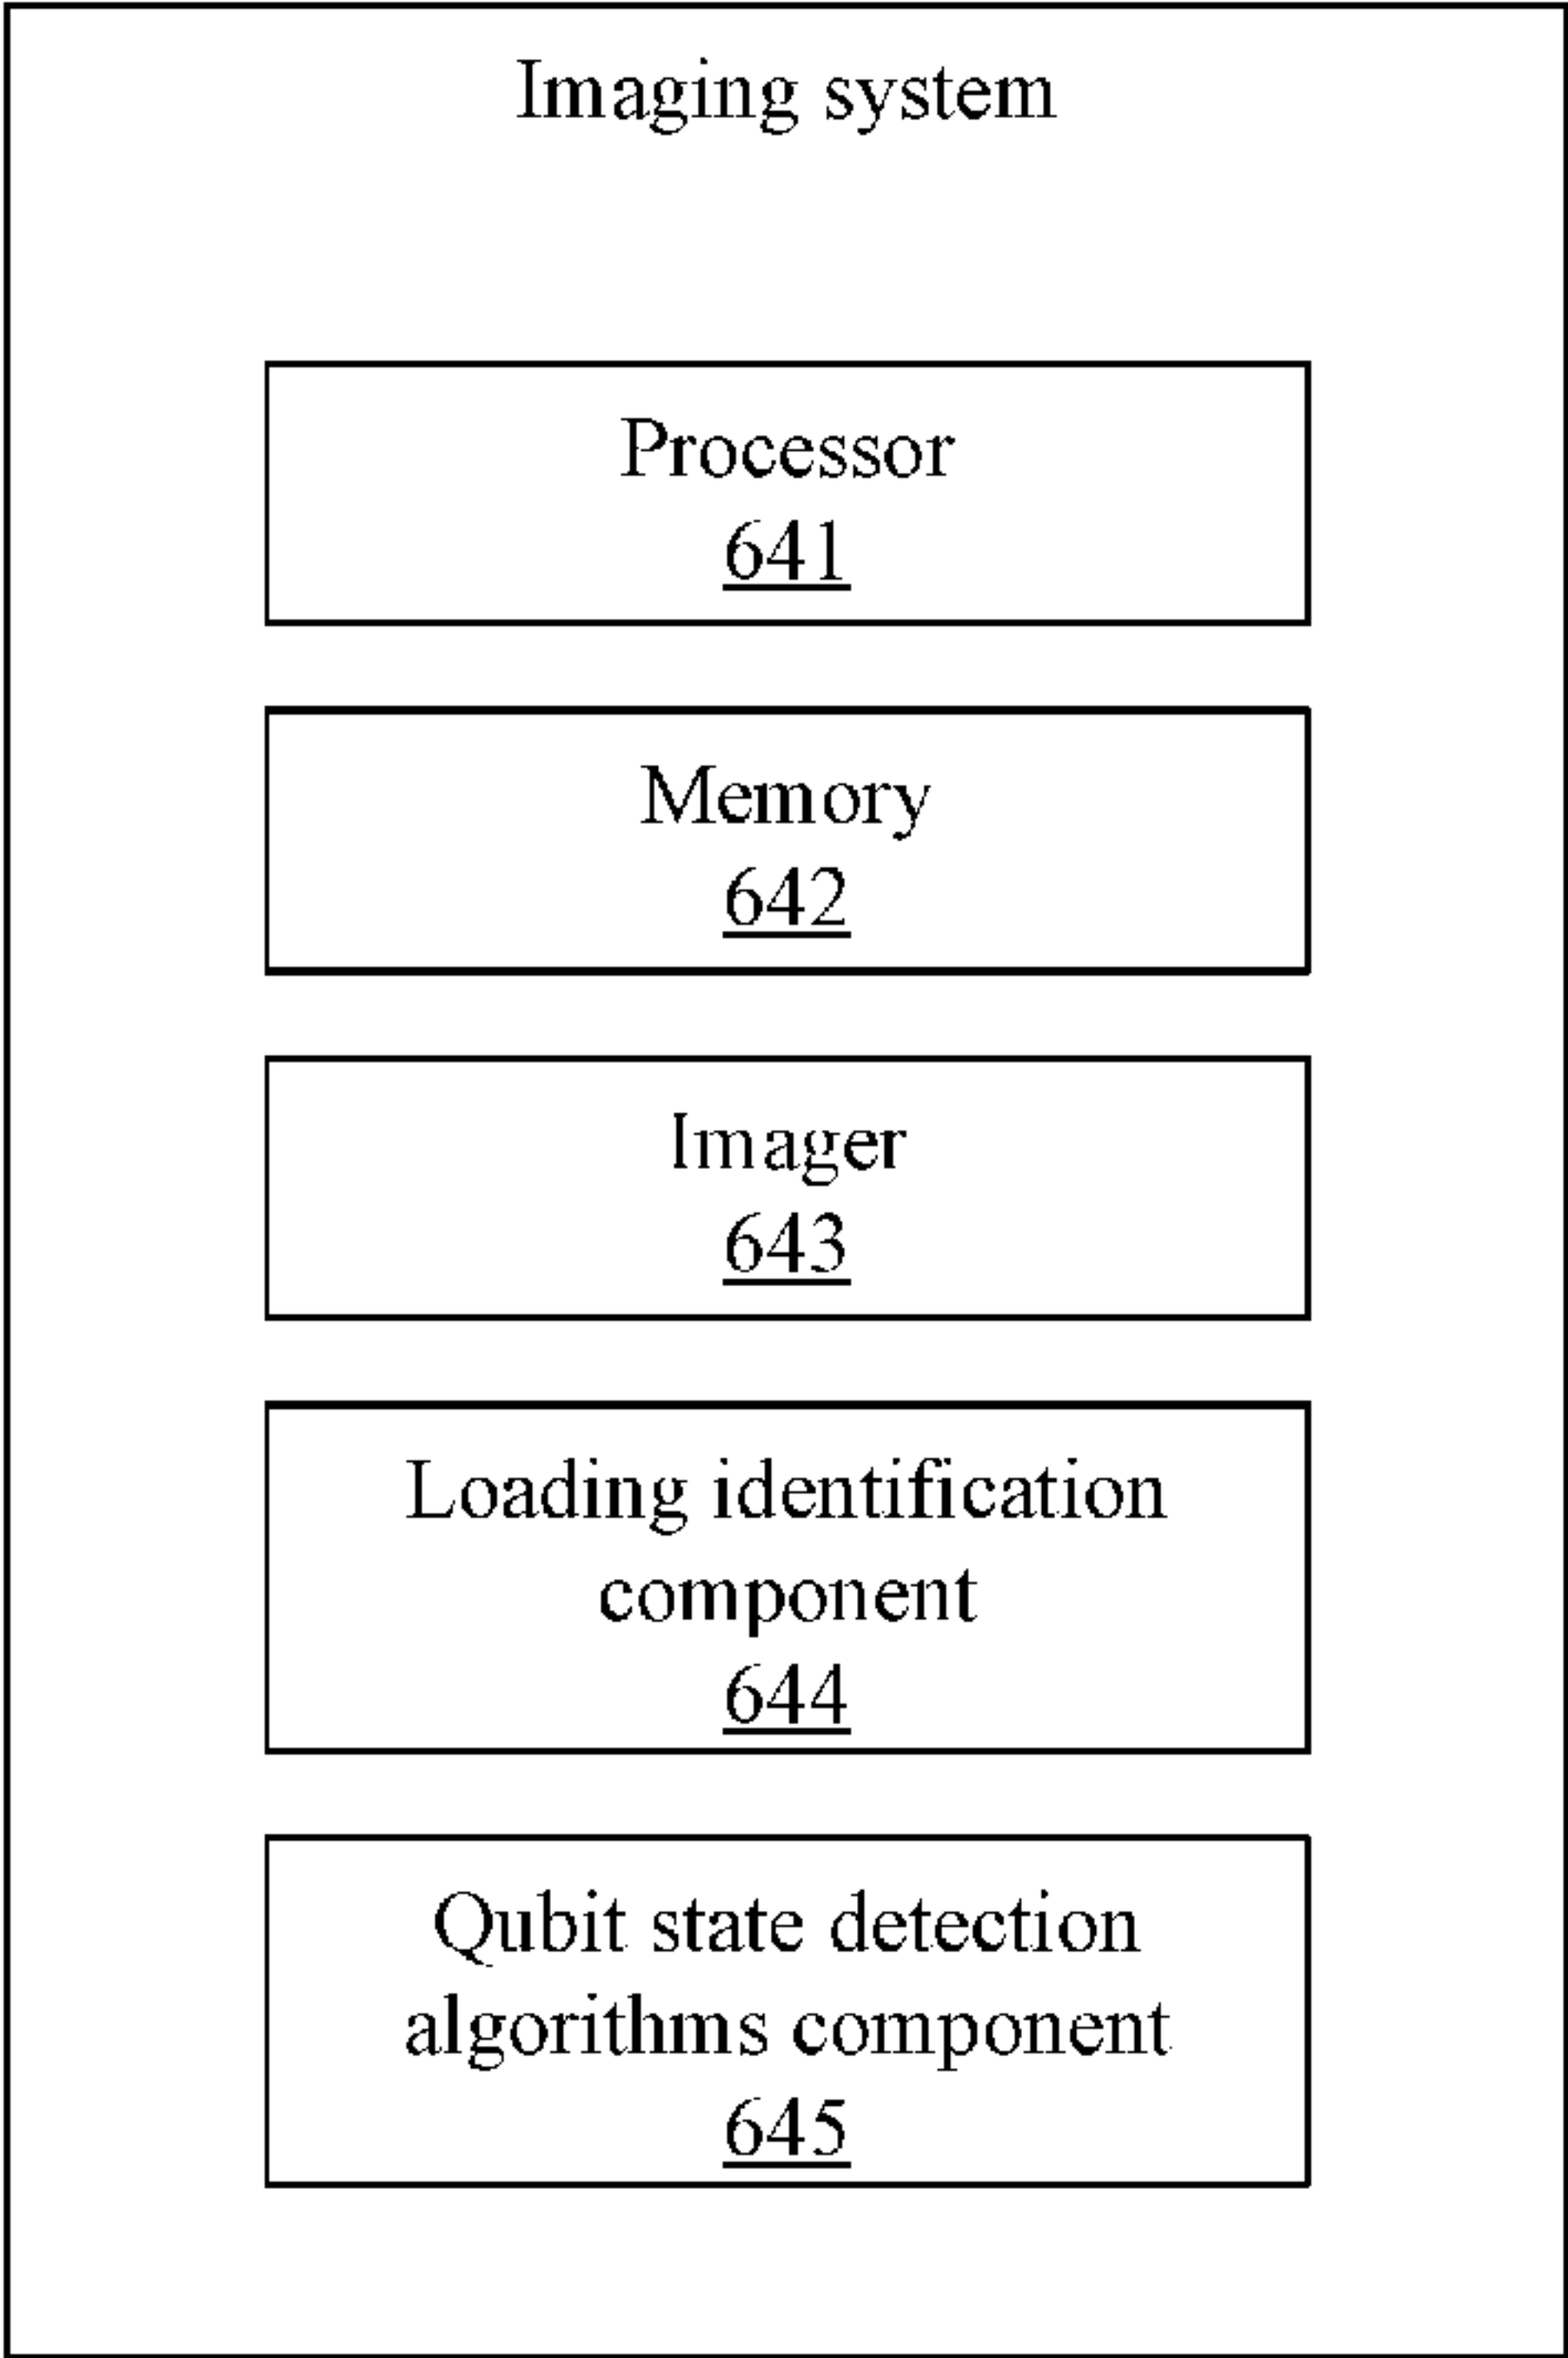 Imaging system
Processor
641
Memory
642
Imager
643
Loading identification
component
644
Qubit state detection
algorithms component
645